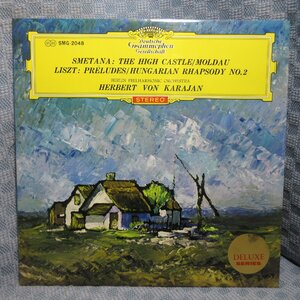 Deutsche
Grammophon
Gesellschaft
SMG-2048
SMETANA: THE HIGH CASTLE/MOLDAU
LISZT: PRELUDES/HUNGARIAN RHAPSODY NO.2
BERLIN PHILHARMONIC ORCHESTRA
HERBERT VON KARAJAN
STEREO
DELUXE
SERIES